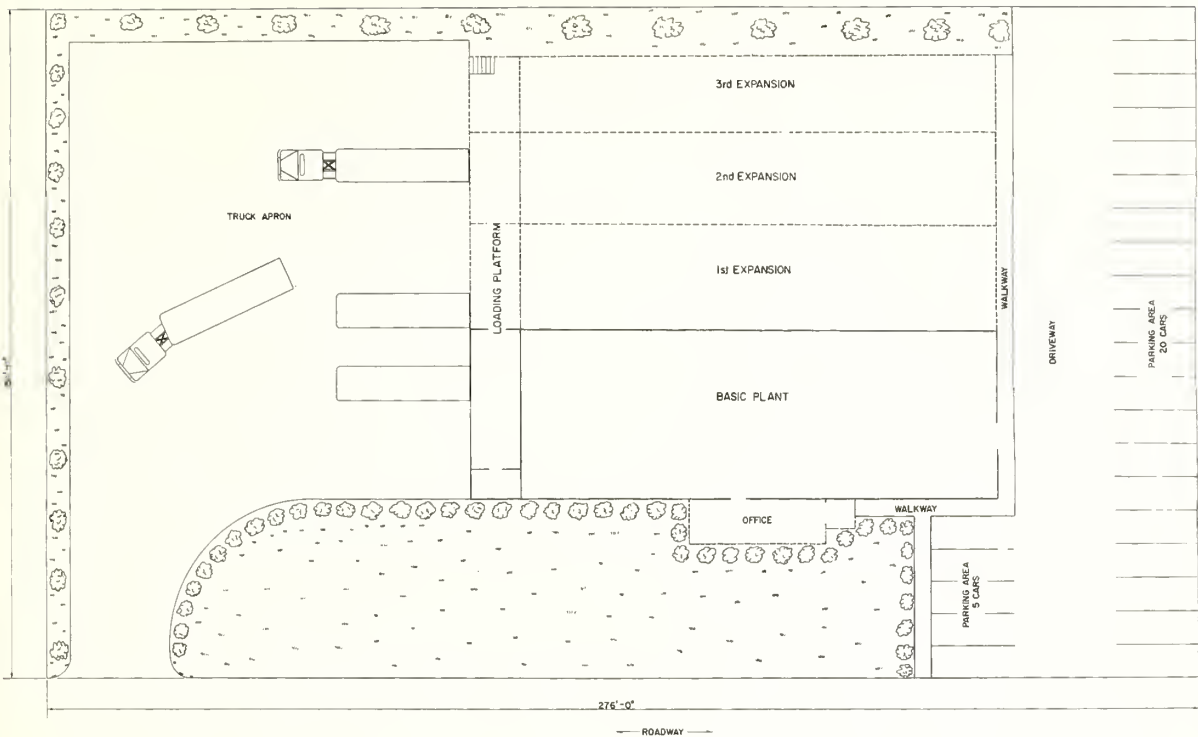 3rd EXPANSION
2nd EXPANSION
TRUCK APRON
LOADING PLATFORM
1st EXPANSION
WALKWAY
DRIVEWAY
PARKING AREA
20 CARS
BASIC PLANT
WALKWAY
OFFICE
PARKING AREA
5 CARS
276'-0"
ROADWAY